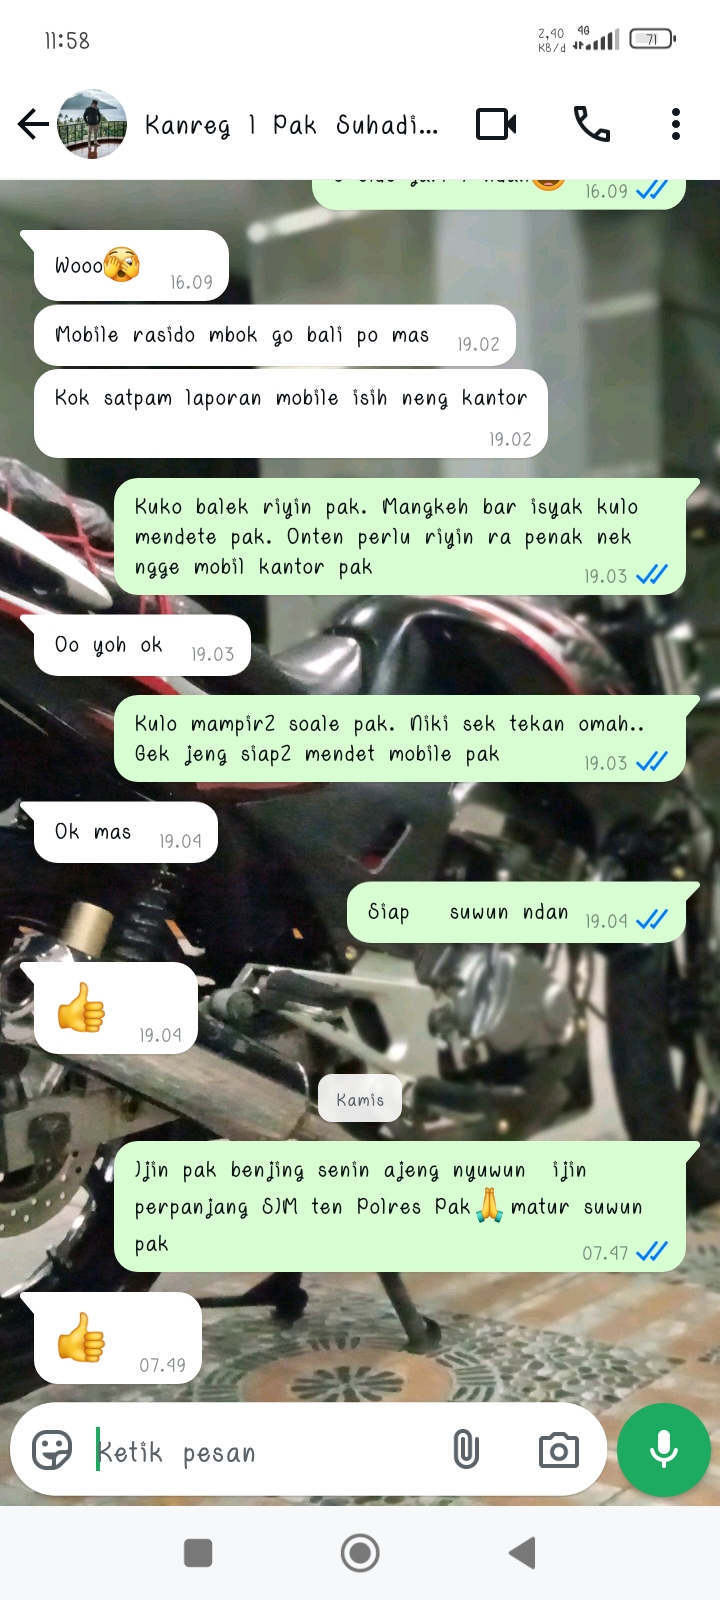 11:58
2,40
KB/d
4G
71
Kanreg 1 Pak Suhadi...
16.09
Wooo🫣
16.09
Mobile rasido mbok go bali po mas
19.02
Kok satpam laporan mobile isih neng kantor
19.02
Kuko balek riyin pak. Mangkeh bar isyak kulo
mendete pak. Onten perlu riyin ra penak nek
ngge mobil kantor pak
19.03
Oo yoh ok
19.03
Kulo mampir2 soale pak. Niki sek tekan omah..
Gek jeng siap2 mendet mobile pak
19.03
Ok mas
19.04
Siap suwun ndan
19.04
👍
19.04
Kamis
Ijin pak benjing senin ajeng nyuwun ijin
perpanjang SIM ten Polres Pak🙏 matur suwun
pak
07.47
👍
07.49
Ketik pesan